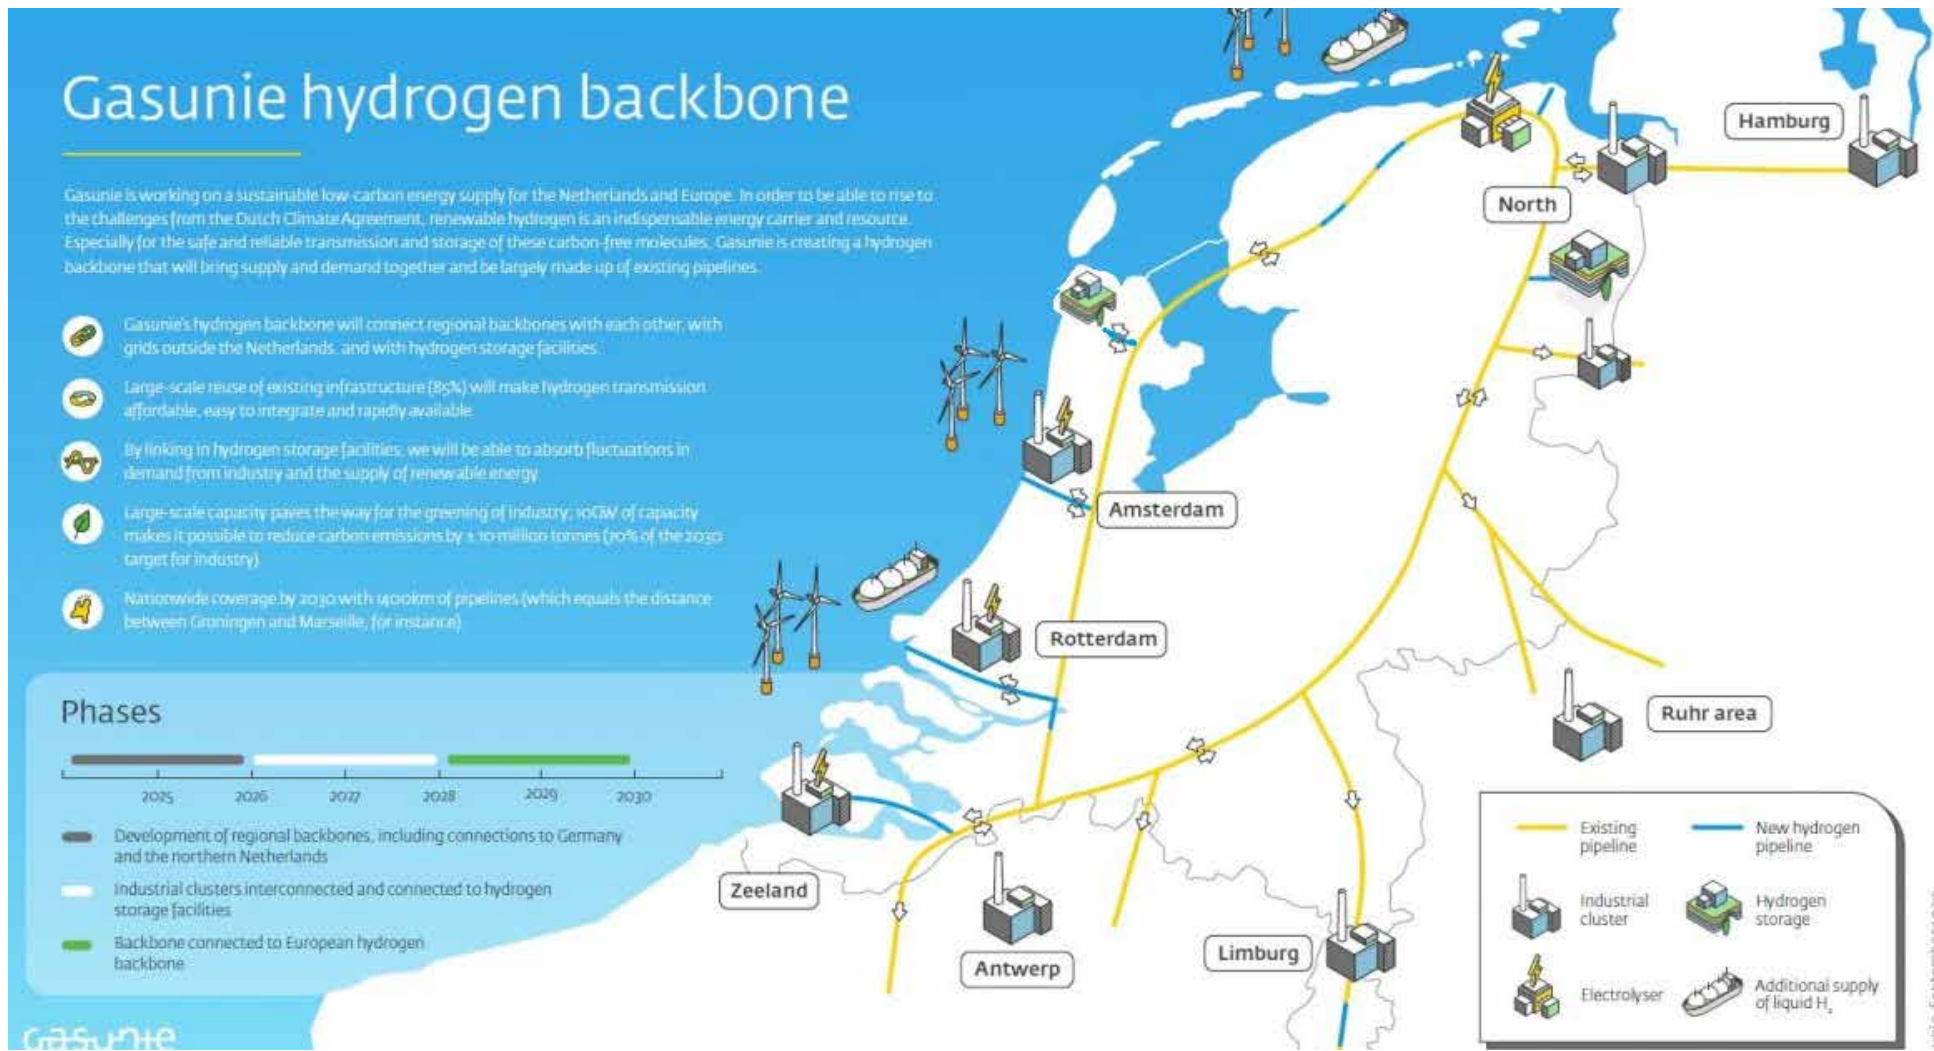 Gasunie hydrogen backbone
Gasunie is working on a sustainable low-carbon energy supply for the Netherlands and Europe. In order to be able to rise to
the challenges from the Dutch Climate Agreement, renewable hydrogen is an indispensable energy carrier and resource.
Especially for the safe and reliable transmission and storage of these carbon-free molecules, Gasunie is creating a hydrogen
backbone that will bring supply and demand together and be largely made up of existing pipelines.
Gasunie's hydrogen backbone will connect regional backbones with each other, with
grids outside the Netherlands, and with hydrogen storage facilities.
Large-scale reuse of existing infrastructure (85%) will make hydrogen transmission
affordable, easy to integrate and rapidly available.
By linking in hydrogen storage facilities, we will be able to absorb fluctuations in
demand from industry and the supply of renewable energy
Large-scale capacity paves the way for the greening of industry; 10GW of capacity
makes it possible to reduce carbon emissions by ± 10 million tonnes (70% of the 2030
target for industry)
Nationwide coverage by 2030 with 1400km of pipelines (which equals the distance
between Groningen and Marseille, for instance)
Phases
2025 2026 2027 2028 2029 2030
Development of regional backbones, including connections to Germany
and the northern Netherlands
Industrial clusters interconnected and connected to hydrogen
storage facilities
Backbone connected to European hydrogen
backbone
gasunie
Hamburg
North
Amsterdam
Rotterdam
Ruhr area
Zeeland
Antwerp
Limburg
Existing
pipeline
New hydrogen
pipeline
Industrial
cluster
Hydrogen
storage
Electrolyser
Additional supply
of liquid H₂